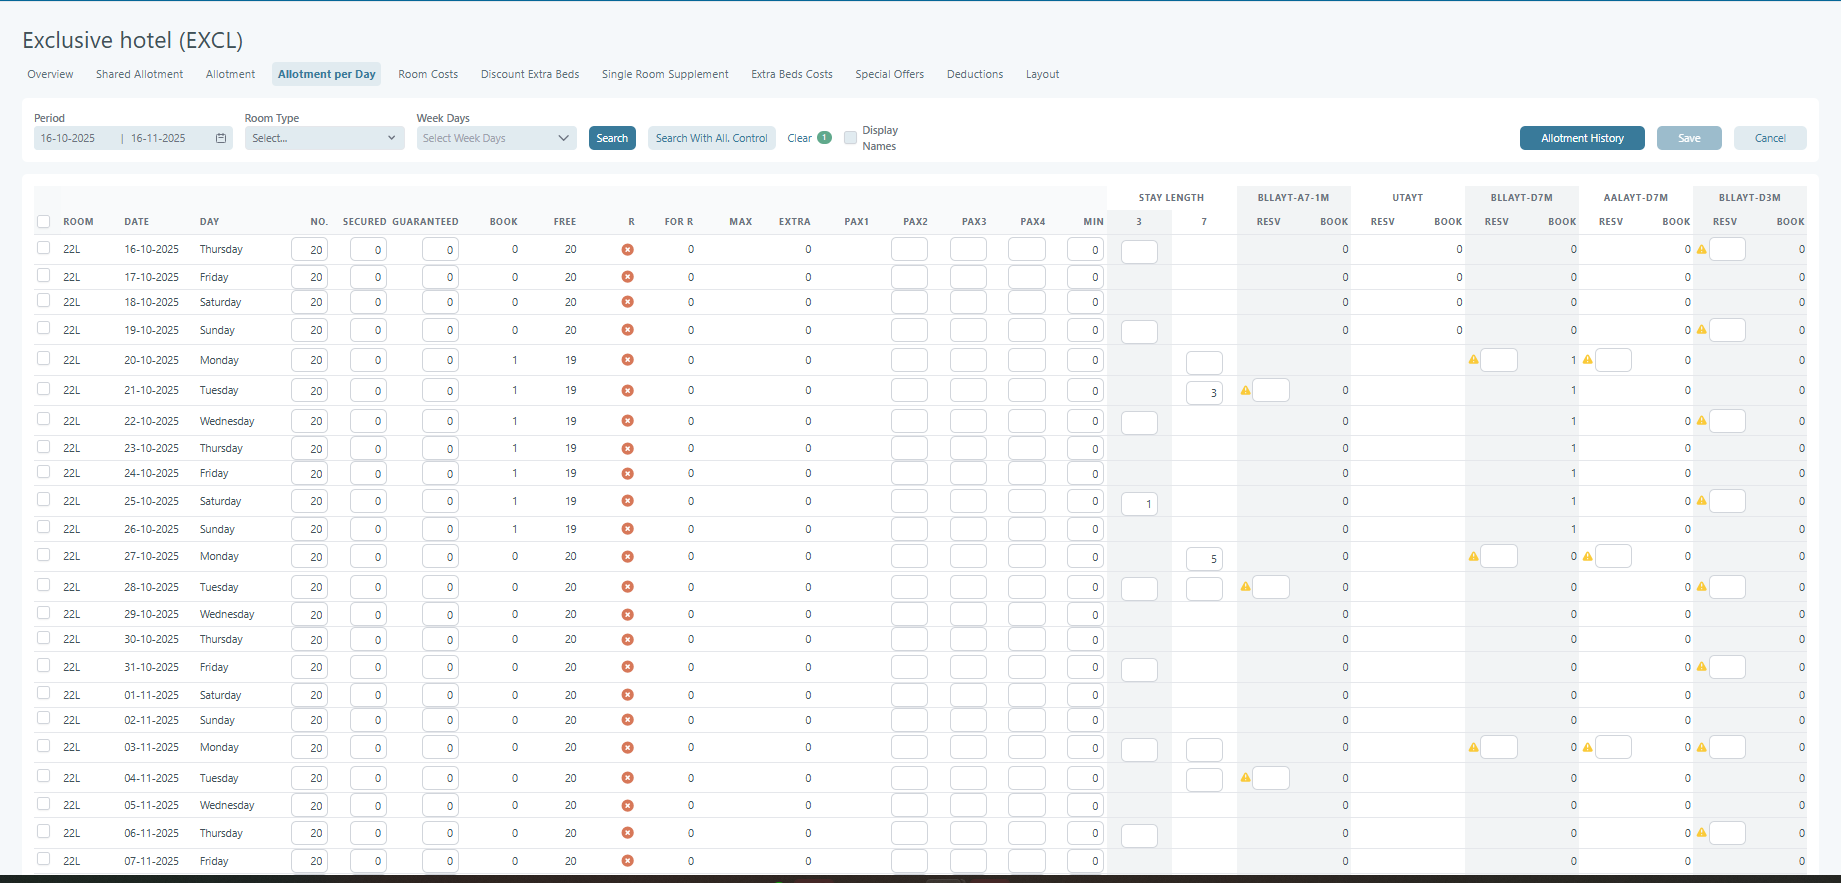 Exclusive hotel (EXCL)
Overview Shared Allotment Allotment Allotment per Day Room Costs Discount Extra Beds Single Room Supplement Extra Beds Costs Special Offers Deductions Layout
Period Room Type Week Days
16-10-2025 | 16-11-2025 Select... Select Week Days Search Search With All. Control Clear 1 Display Names Allotment History Save Cancel
STAY LENGTH BLLAYT-A7-1M UTAYT BLLAYT-D7M AALAYT-D7M BLLAYT-D3M
ROOM DATE DAY NO. SECURED GUARANTEED BOOK FREE R FOR R MAX EXTRA PAX1 PAX2 PAX3 PAX4 MIN 3 7 RESV BOOK RESV BOOK RESV BOOK RESV BOOK RESV BOOK
22L 16-10-2025 Thursday 20 0 0 0 20 0 0 0 0 0 0 0 0
22L 17-10-2025 Friday 20 0 0 0 20 0 0 0 0 0 0 0 0
22L 18-10-2025 Saturday 20 0 0 0 20 0 0 0 0 0 0 0 0
22L 19-10-2025 Sunday 20 0 0 0 20 0 0 0 0 0 0 0 0
22L 20-10-2025 Monday 20 0 0 1 19 0 0 0 1 0 0
22L 21-10-2025 Tuesday 20 0 0 1 19 0 0 0 3 0 1 0 0
22L 22-10-2025 Wednesday 20 0 0 1 19 0 0 0 0 1 0 0
22L 23-10-2025 Thursday 20 0 0 1 19 0 0 0 0 1 0 0
22L 24-10-2025 Friday 20 0 0 1 19 0 0 0 0 1 0 0
22L 25-10-2025 Saturday 20 0 0 1 19 0 0 0 1 0 1 0 0
22L 26-10-2025 Sunday 20 0 0 1 19 0 0 0 0 1 0 0
22L 27-10-2025 Monday 20 0 0 0 20 0 0 0 5 0 0 0 0
22L 28-10-2025 Tuesday 20 0 0 0 20 0 0 0 0 0 0 0
22L 29-10-2025 Wednesday 20 0 0 0 20 0 0 0 0 0 0 0
22L 30-10-2025 Thursday 20 0 0 0 20 0 0 0 0 0 0 0
22L 31-10-2025 Friday 20 0 0 0 20 0 0 0 0 0 0 0
22L 01-11-2025 Saturday 20 0 0 0 20 0 0 0 0 0 0 0
22L 02-11-2025 Sunday 20 0 0 0 20 0 0 0 0 0 0 0
22L 03-11-2025 Monday 20 0 0 0 20 0 0 0 0 0 0 0
22L 04-11-2025 Tuesday 20 0 0 0 20 0 0 0 0 0 0 0
22L 05-11-2025 Wednesday 20 0 0 0 20 0 0 0 0 0 0 0
22L 06-11-2025 Thursday 20 0 0 0 20 0 0 0 0 0 0 0
22L 07-11-2025 Friday 20 0 0 0 20 0 0 0 0 0 0 0